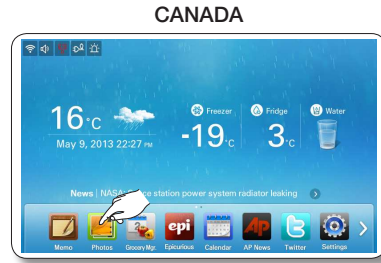 CANADA
Freezer Fridge Water
16°C -19°C 3°C
May 9, 2013 22:27 PM
News | NASA: Space station power system radiator leaking
epi AP
Memo Photos Grocery Mgr. Epicurious Calendar AP News Twitter Settings